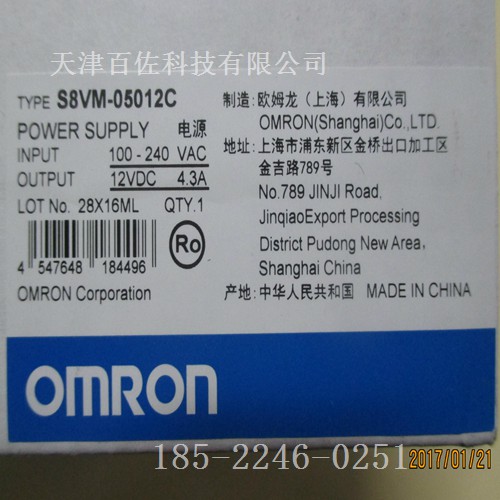 天津百佐科技有限公司
TYPE S8VM-05012C
POWER SUPPLY 电源
INPUT 100-240 VAC
OUTPUT 12VDC 4.3A
LOT No. 28X16ML QTY.1
Ro
4 547648 184496
OMRON Corporation
制造: 欧姆龙（上海）有限公司
OMRON(Shanghai)Co.,LTD.
地址: 上海市浦东新区金桥出口加工区
金吉路789号
No.789 JINJI Road,
JinqiaoExport Processing
District Pudong New Area,
Shanghai China
产地: 中华人民共和国 MADE IN CHINA
OMRON
185-2246-0251
2017/01/21